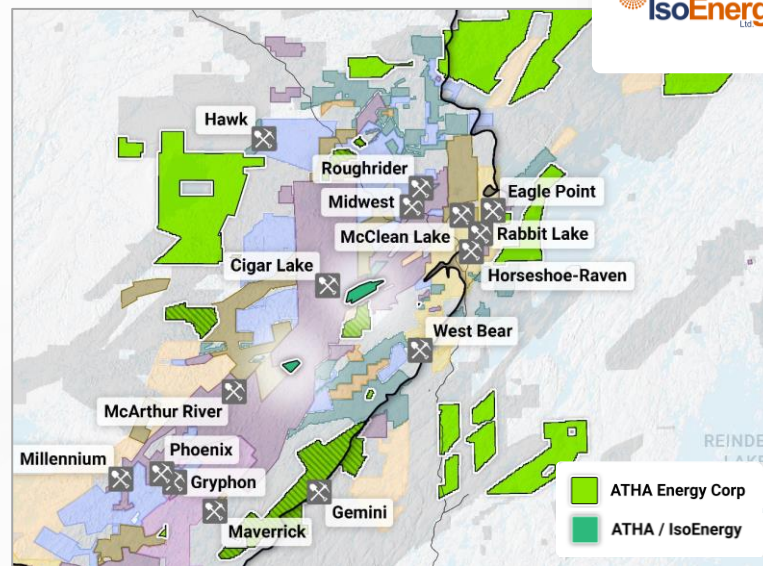 IsoEnerg
Ltd.
Hawk
Roughrider
Midwest
Eagle Point
McClean Lake
Rabbit Lake
Cigar Lake
Horseshoe-Raven
West Bear
McArthur River
Phoenix
Millennium
Gryphon
Gemini
Maverrick
REINDE
LAKE
ATHA Energy Corp
ATHA / IsoEnergy